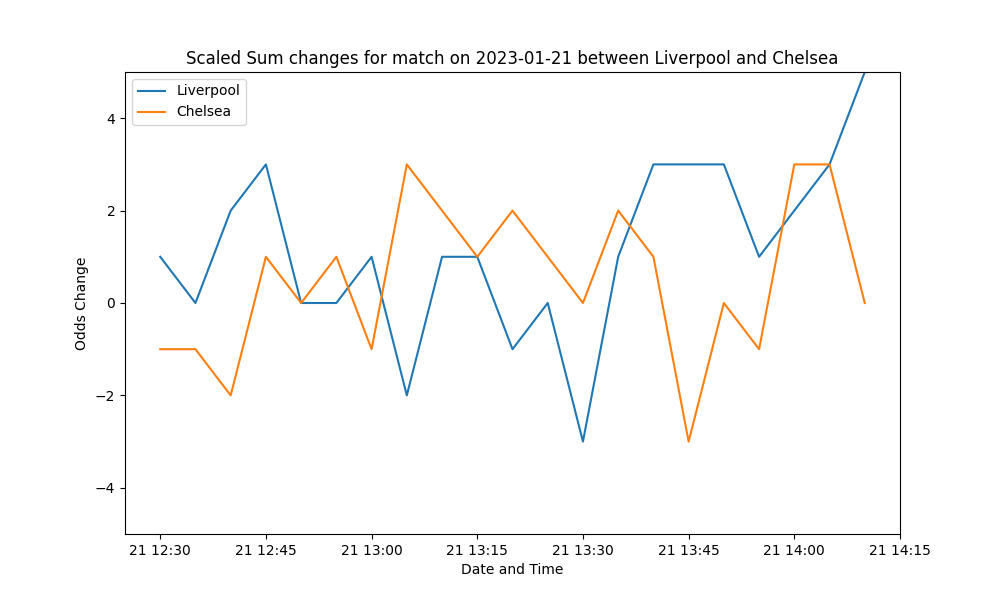 Scaled Sum changes for match on 2023-01-21 between Liverpool and Chelsea
Liverpool
Chelsea
Odds Change
4
2
0
−2
−4
21 12:30 21 12:45 21 13:00 21 13:15 21 13:30 21 13:45 21 14:00 21 14:15
Date and Time